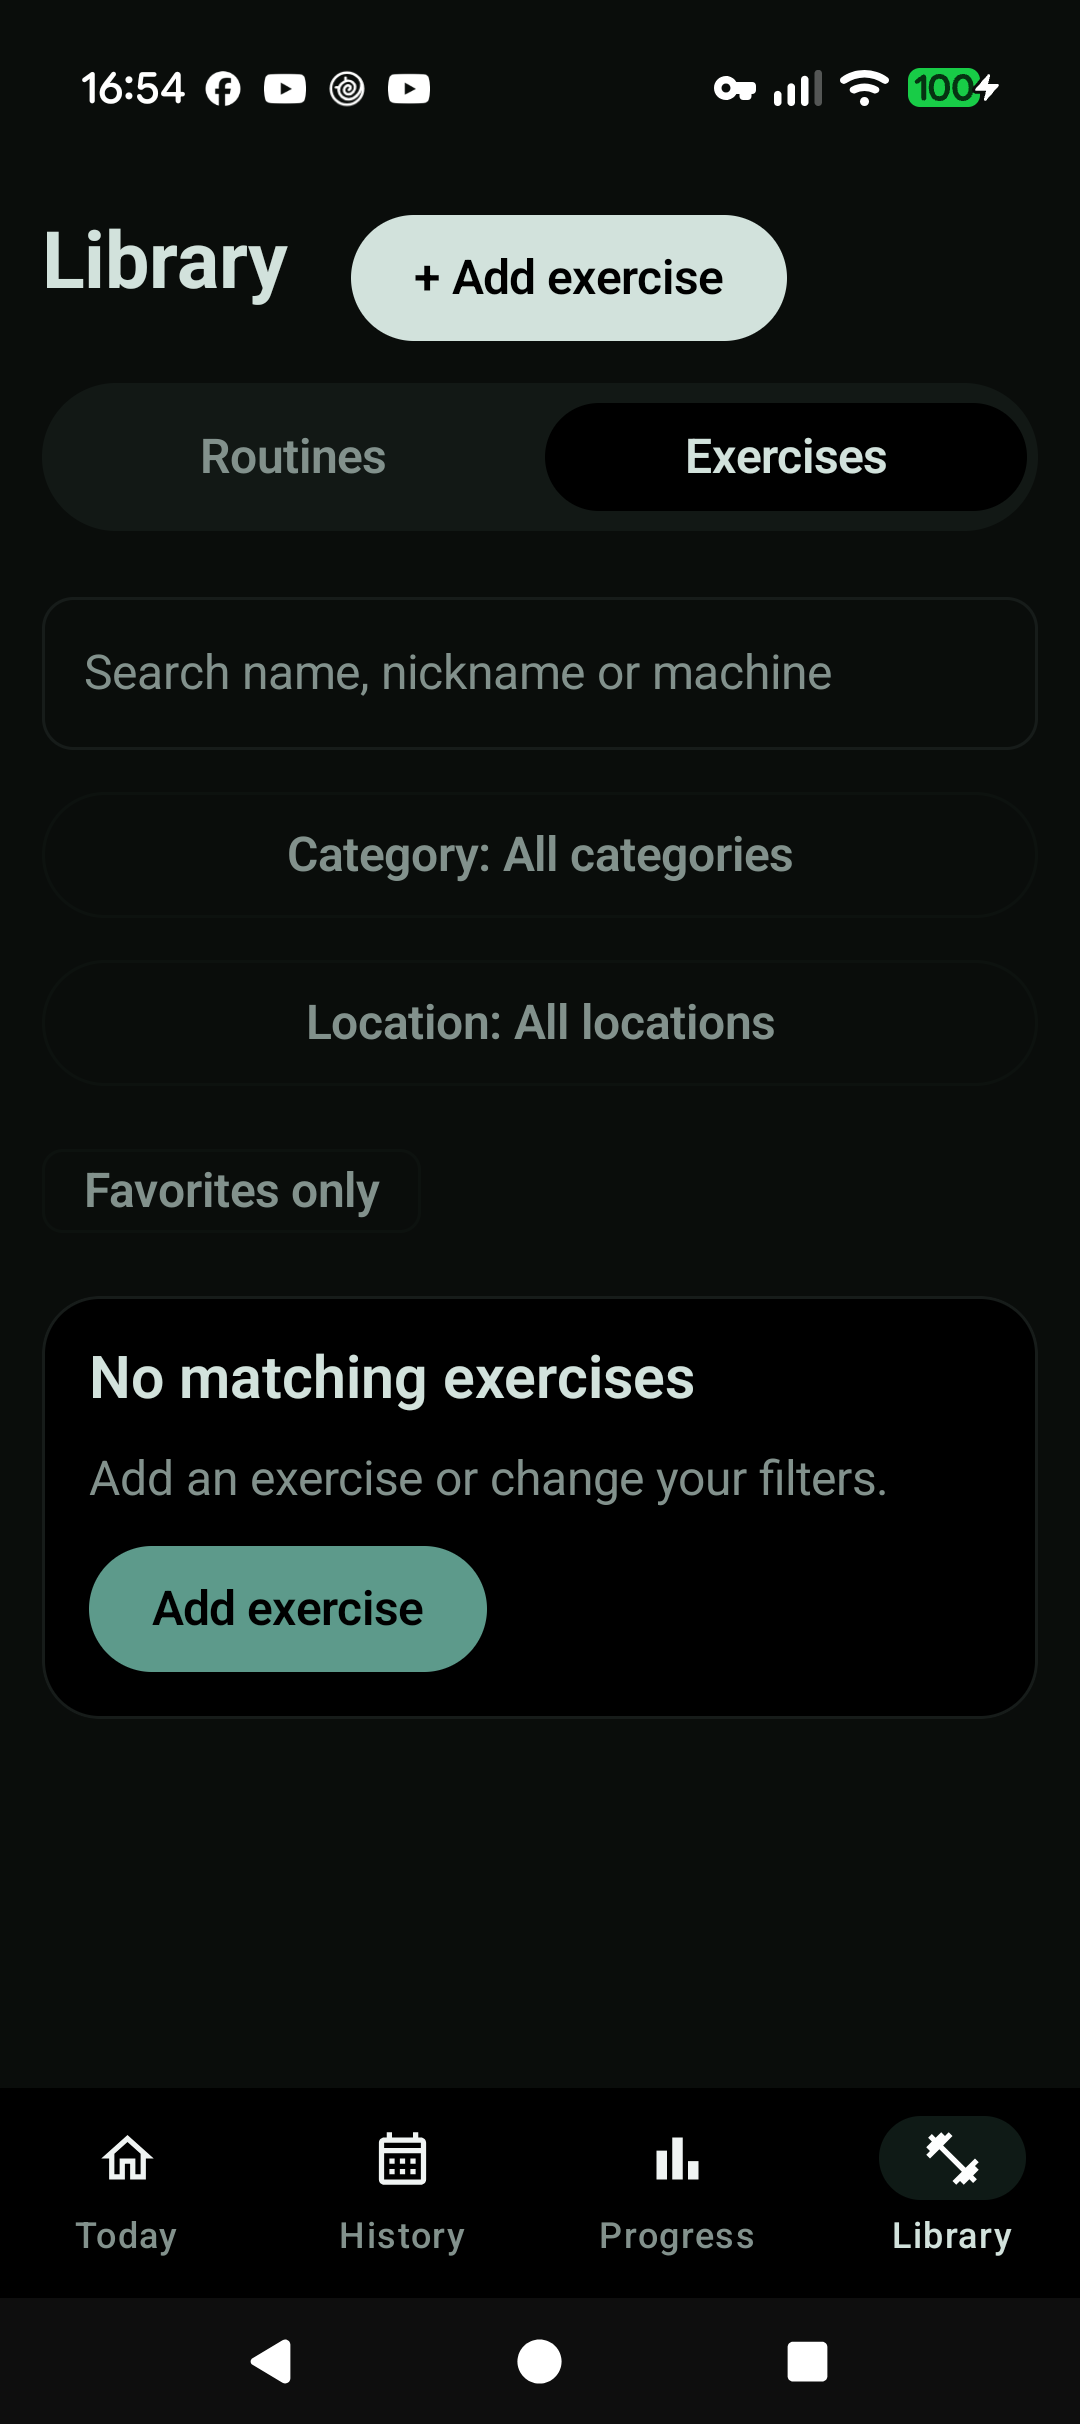 16:54
100
Library
+ Add exercise
Routines
Exercises
Search name, nickname or machine
Category: All categories
Location: All locations
Favorites only
No matching exercises
Add an exercise or change your filters.
Add exercise
Today
History
Progress
Library